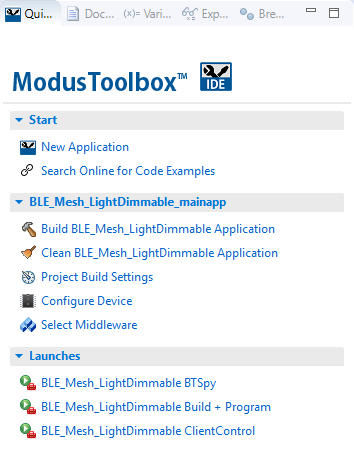 Qui... Doc... Vari... Exp... Bre...
ModusToolbox™ IDE
Start
New Application
Search Online for Code Examples
BLE_Mesh_LightDimmable_mainapp
Build BLE_Mesh_LightDimmable Application
Clean BLE_Mesh_LightDimmable Application
Project Build Settings
Configure Device
Select Middleware
Launches
BLE_Mesh_LightDimmable BTSpy
BLE_Mesh_LightDimmable Build + Program
BLE_Mesh_LightDimmable ClientControl